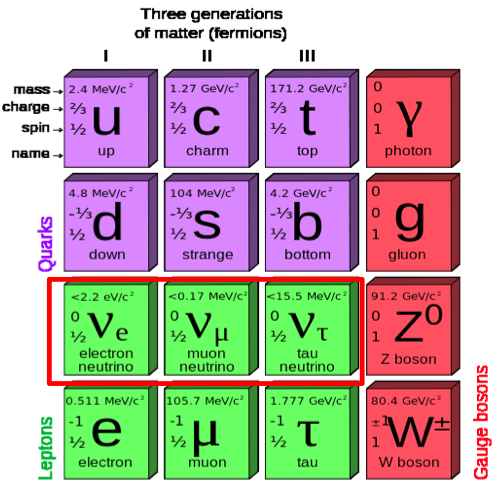 Three generations
of matter (fermions)
I II III
mass
charge
spin
name
2.4 MeV/c²
⅔
½
u
up
1.27 GeV/c²
⅔
½
c
charm
171.2 GeV/c²
⅔
½
t
top
0
0
1
γ
photon
Quarks
4.8 MeV/c²
-⅓
½
d
down
104 MeV/c²
-⅓
½
s
strange
4.2 GeV/c²
-⅓
½
b
bottom
0
0
1
g
gluon
<2.2 eV/c²
0
½
νe
electron
neutrino
<0.17 MeV/c²
0
½
νμ
muon
neutrino
<15.5 MeV/c²
0
½
ντ
tau
neutrino
91.2 GeV/c²
0
1
Z⁰
Z boson
Leptons
0.511 MeV/c²
-1
½
e
electron
105.7 MeV/c²
-1
½
μ
muon
1.777 GeV/c²
-1
½
τ
tau
80.4 GeV/c²
±1
1
W±
W boson
Gauge bosons